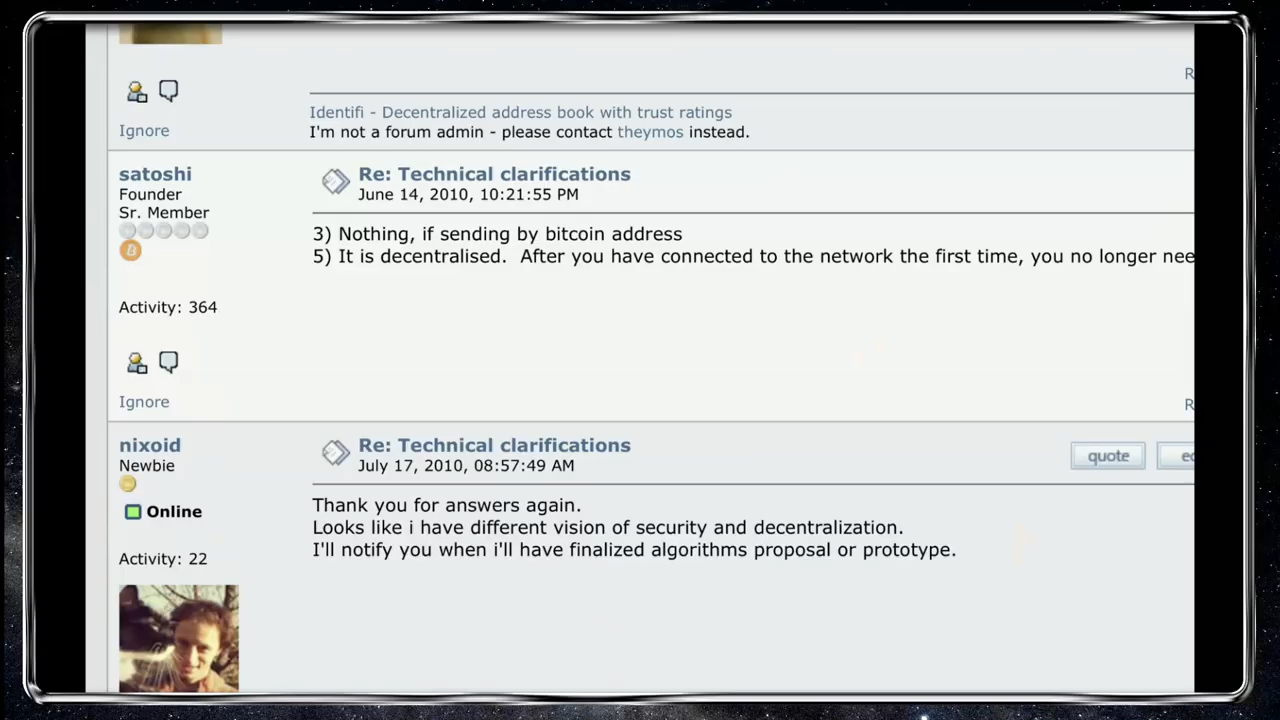 R
Identifi - Decentralized address book with trust ratings
I'm not a forum admin - please contact theymos instead.
Ignore
satoshi
Founder
Sr. Member
Activity: 364
Ignore
Re: Technical clarifications
June 14, 2010, 10:21:55 PM
3) Nothing, if sending by bitcoin address
5) It is decentralised.  After you have connected to the network the first time, you no longer nee
R
nixoid
Newbie
Online
Activity: 22
Re: Technical clarifications
July 17, 2010, 08:57:49 AM
quote
ec
Thank you for answers again.
Looks like i have different vision of security and decentralization.
I'll notify you when i'll have finalized algorithms proposal or prototype.